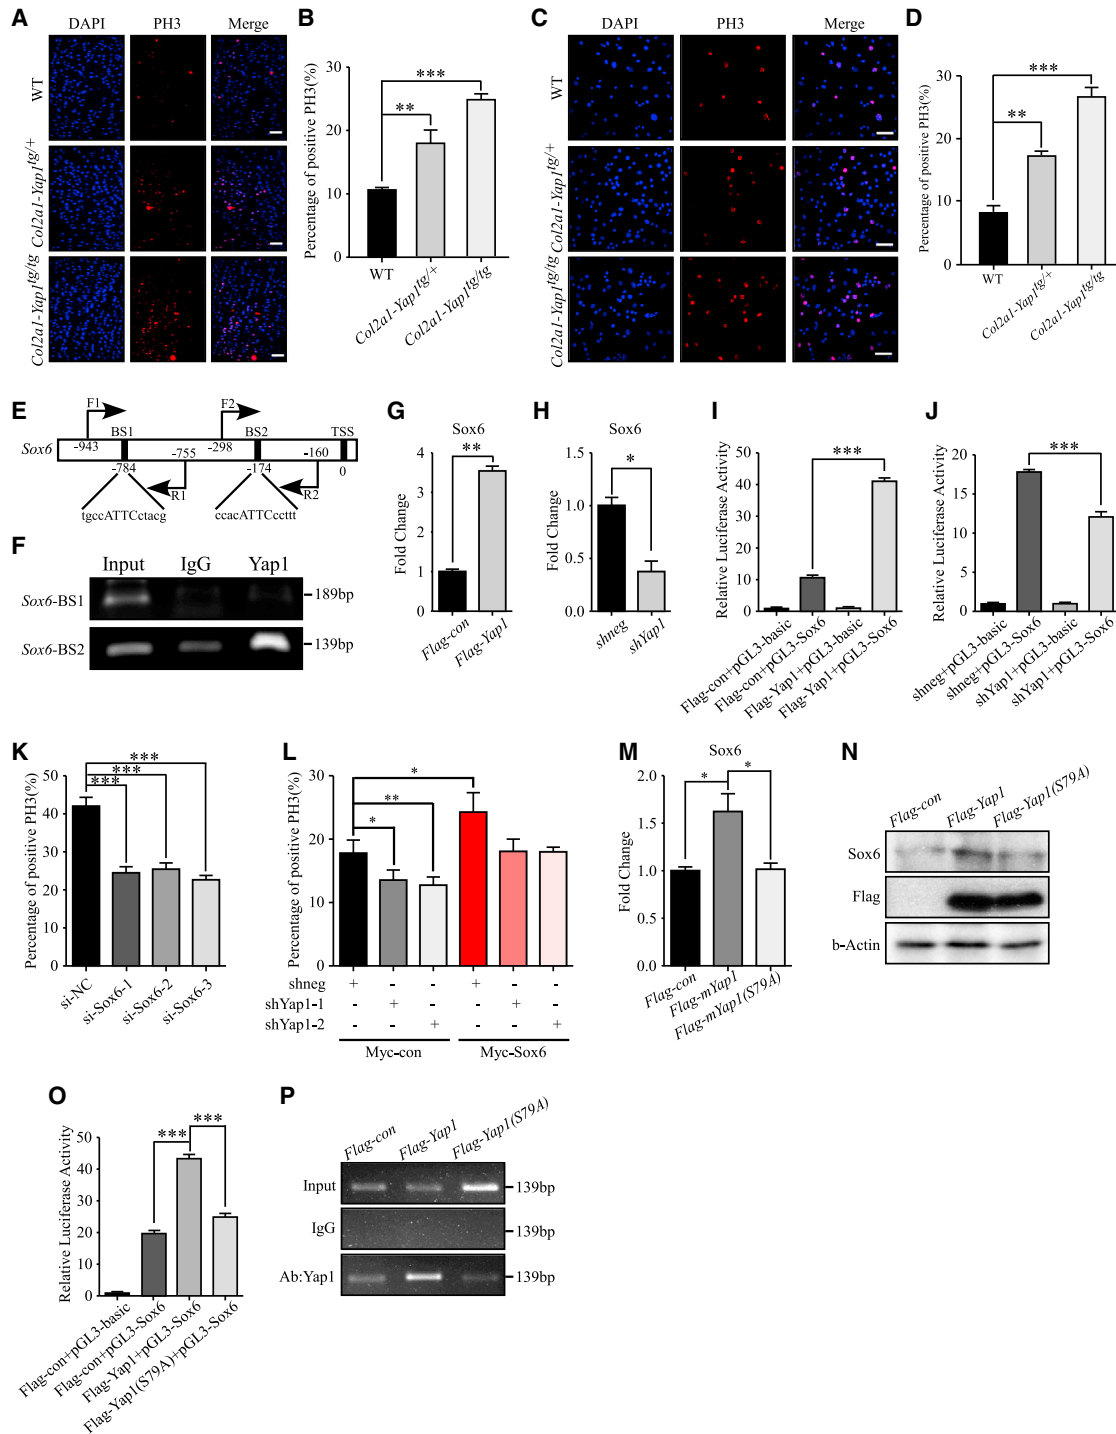 A
DAPI PH3 Merge
WT
Col2a1-Yap1tg/+
Col2a1-Yap1tg/tg
B
Percentage of positive PH3(%)
30
20
10
0
***
**
WT
Col2a1-Yap1tg/+
Col2a1-Yap1tg/tg
C
DAPI PH3 Merge
WT
Col2a1-Yap1tg/+
Col2a1-Yap1tg/tg
D
Percentage of positive PH3(%)
30
20
10
0
***
**
WT
Col2a1-Yap1tg/+
Col2a1-Yap1tg/tg
E
F1 F2
BS1 BS2 TSS
Sox6
-943 -755 -298 -160
-784 -174 0
R1 R2
tgccATTCctacg ccacATTCccttt
F
Input IgG Yap1
Sox6-BS1 189bp
Sox6-BS2 139bp
G
Sox6
**
Fold Change
4
3
2
1
0
Flag-con
Flag-Yap1
H
Sox6
*
Fold Change
1.5
1.0
0.5
0.0
shneg
shYap1
I
Relative Luciferase Activity
50
40
30
20
10
0
***
Flag-con+pGL3-basic
Flag-con+pGL3-Sox6
Flag-Yap1+pGL3-basic
Flag-Yap1+pGL3-Sox6
J
Relative Luciferase Activity
20
15
10
5
0
***
shneg+pGL3-basic
shneg+pGL3-Sox6
shYap1+pGL3-basic
shYap1+pGL3-Sox6
K
Percentage of positive PH3(%)
50
40
30
20
10
0
***
***
***
si-NC
si-Sox6-1
si-Sox6-2
si-Sox6-3
L
Percentage of positive PH3(%)
30
20
10
0
*
**
*
shneg + - - + - -
shYap1-1 - + - - + -
shYap1-2 - - + - - +
Myc-con Myc-Sox6
M
Sox6
* *
Fold Change
2.0
1.5
1.0
0.5
0.0
Flag-con
Flag-mYap1
Flag-mYap1(S79A)
N
Flag-con Flag-Yap1 Flag-Yap1(S79A)
Sox6
Flag
b-Actin
O
Relative Luciferase Activity
50
40
30
20
10
0
***
***
Flag-con+pGL3-basic
Flag-con+pGL3-Sox6
Flag-Yap1+pGL3-Sox6
Flag-Yap1(S79A)+pGL3-Sox6
P
Flag-con Flag-Yap1 Flag-Yap1(S79A)
Input 139bp
IgG 139bp
Ab:Yap1 139bp